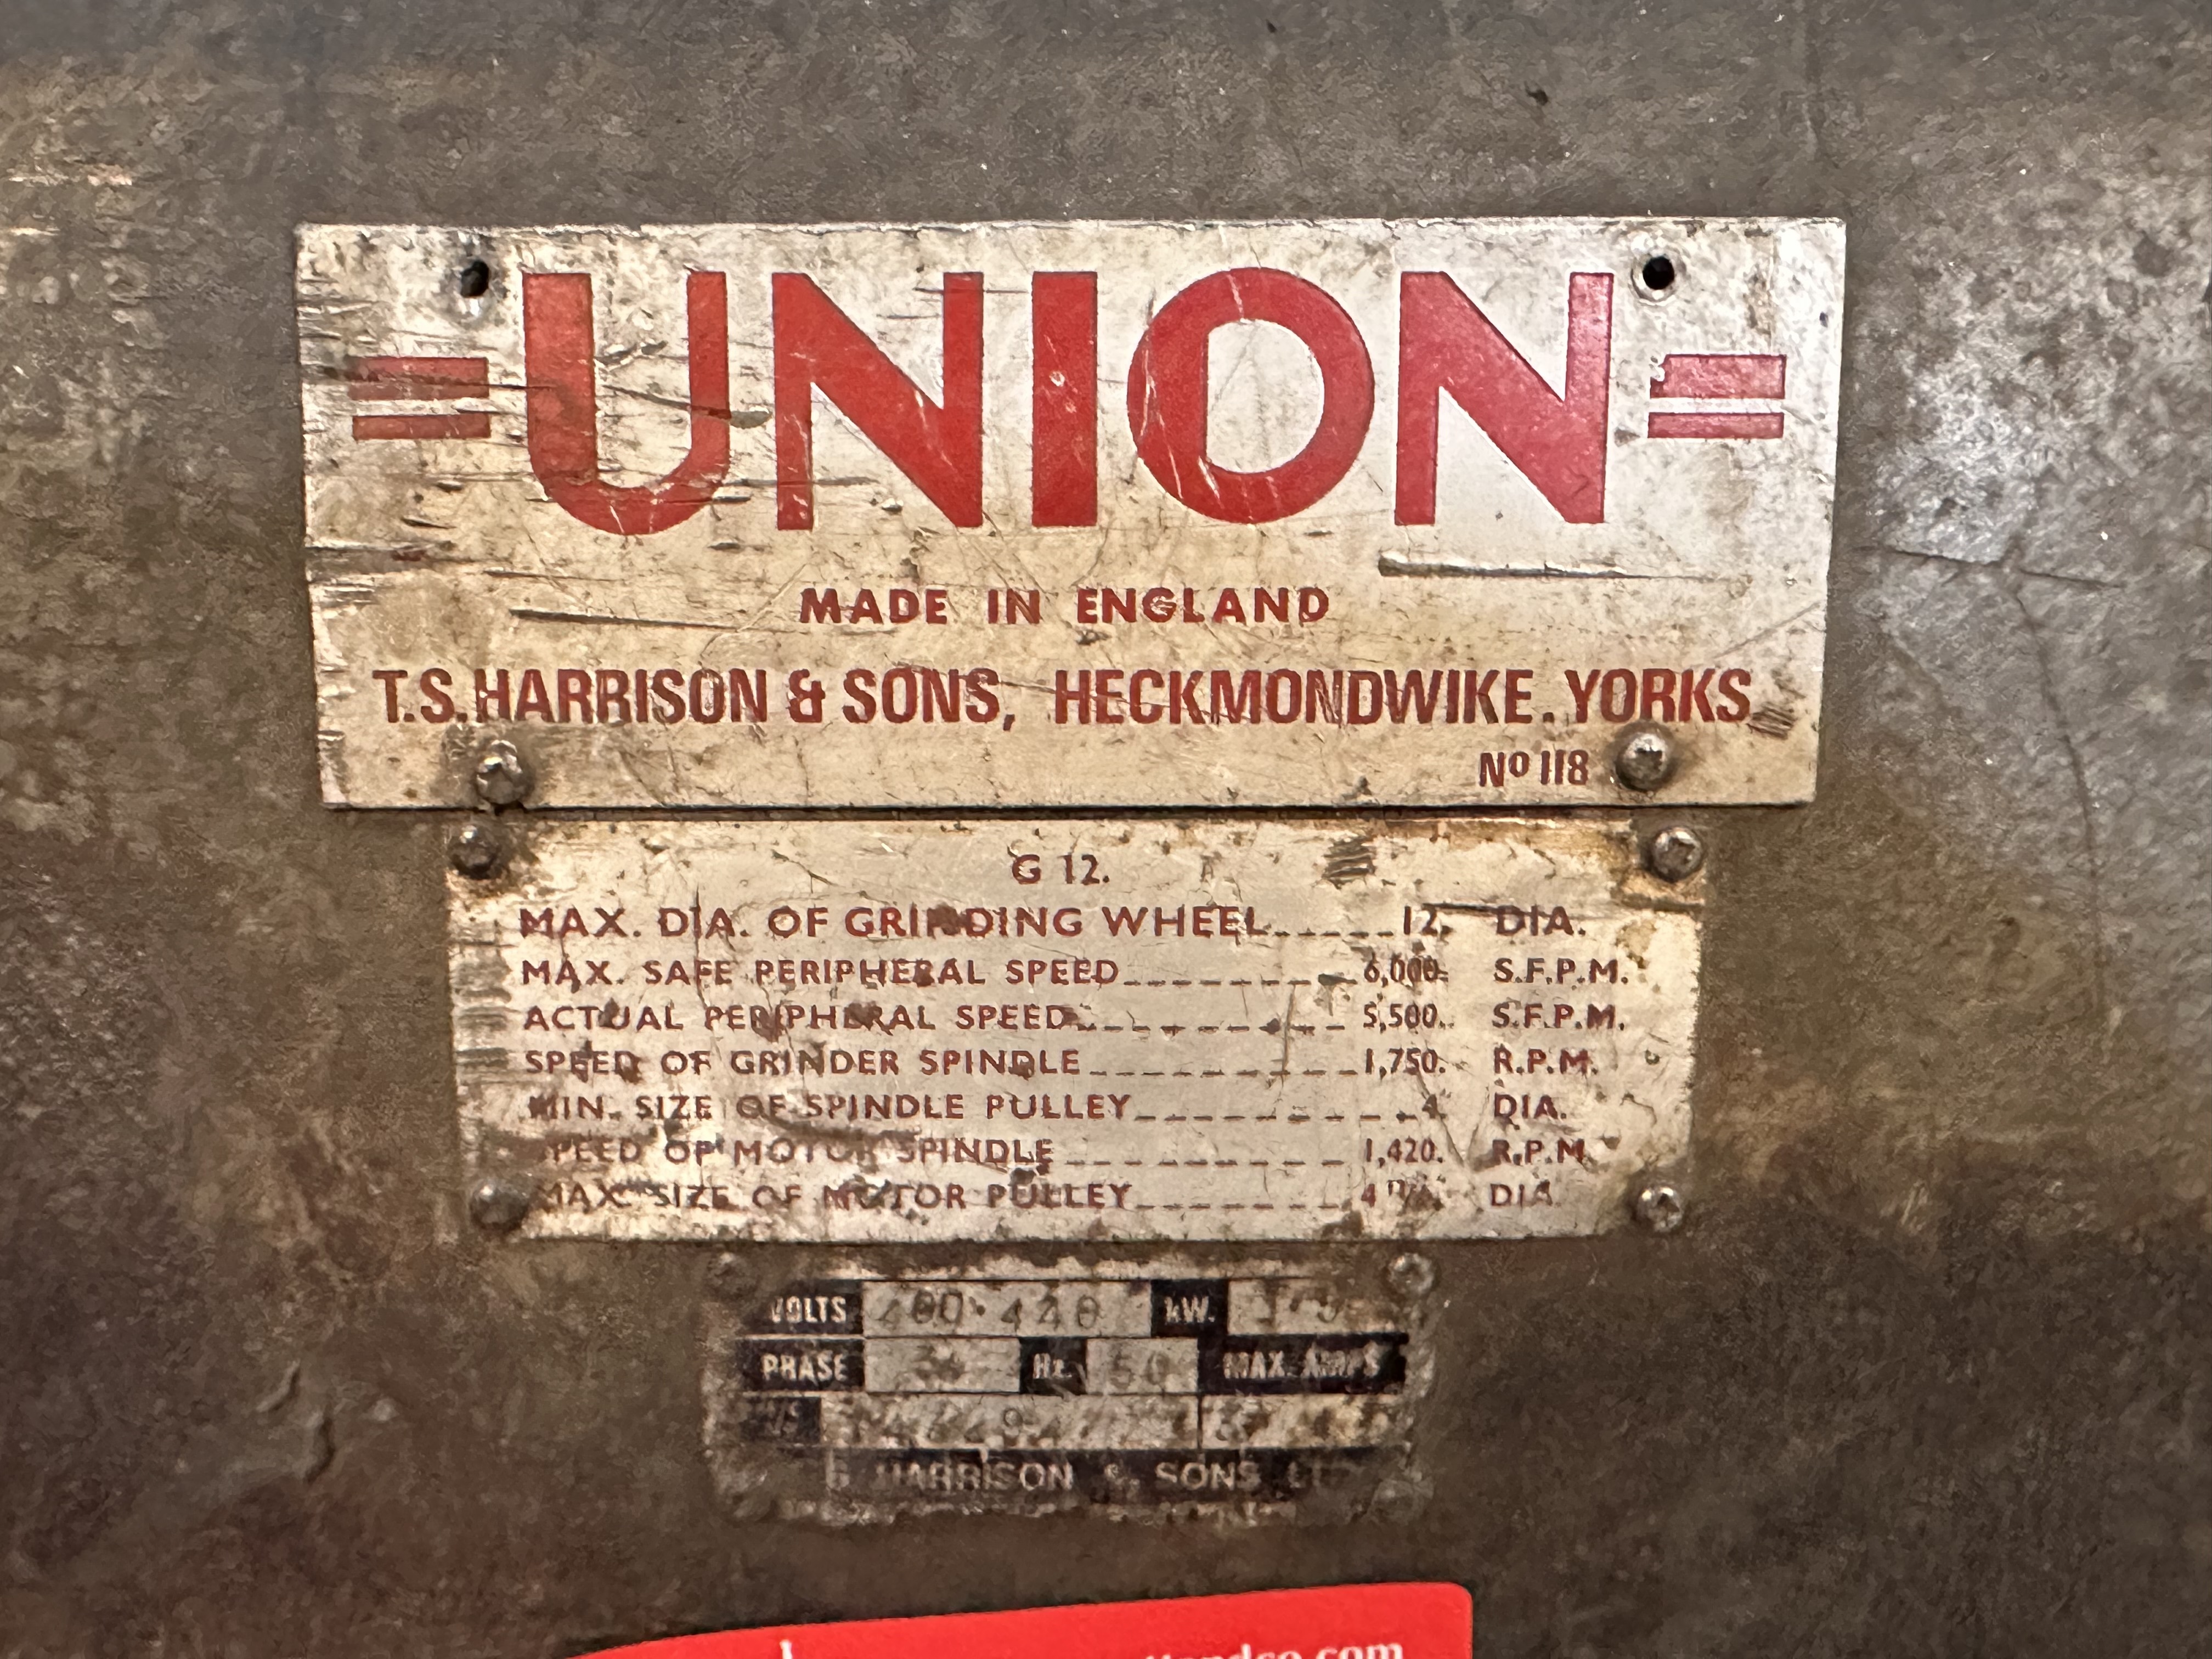 =UNION=
MADE IN ENGLAND
T.S.HARRISON & SONS, HECKMONDWIKE. YORKS.
Nº 118
G 12.
MAX. DIA. OF GRINDING WHEEL 12. DIA.
MAX. SAFE PERIPHERAL SPEED 6,000. S.F.P.M.
ACTUAL PERIPHERAL SPEED 5,500. S.F.P.M.
SPEED OF GRINDER SPINDLE 1,750. R.P.M.
MIN. SIZE OF SPINDLE PULLEY 4. DIA.
SPEED OF MOTOR SPINDLE 1,420. R.P.M.
MAX. SIZE OF MOTOR PULLEY DIA.
VOLTS 400-440 kW.
PHASE 3 Hz. 50 MAX. AMPS
HARRISON & SONS